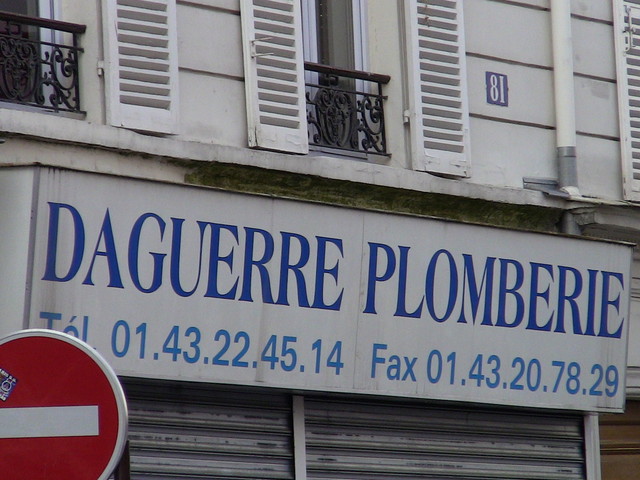 81
DAGUERRE PLOMBERIE
Tél 01.43.22.45.14 Fax 01.43.20.78.29